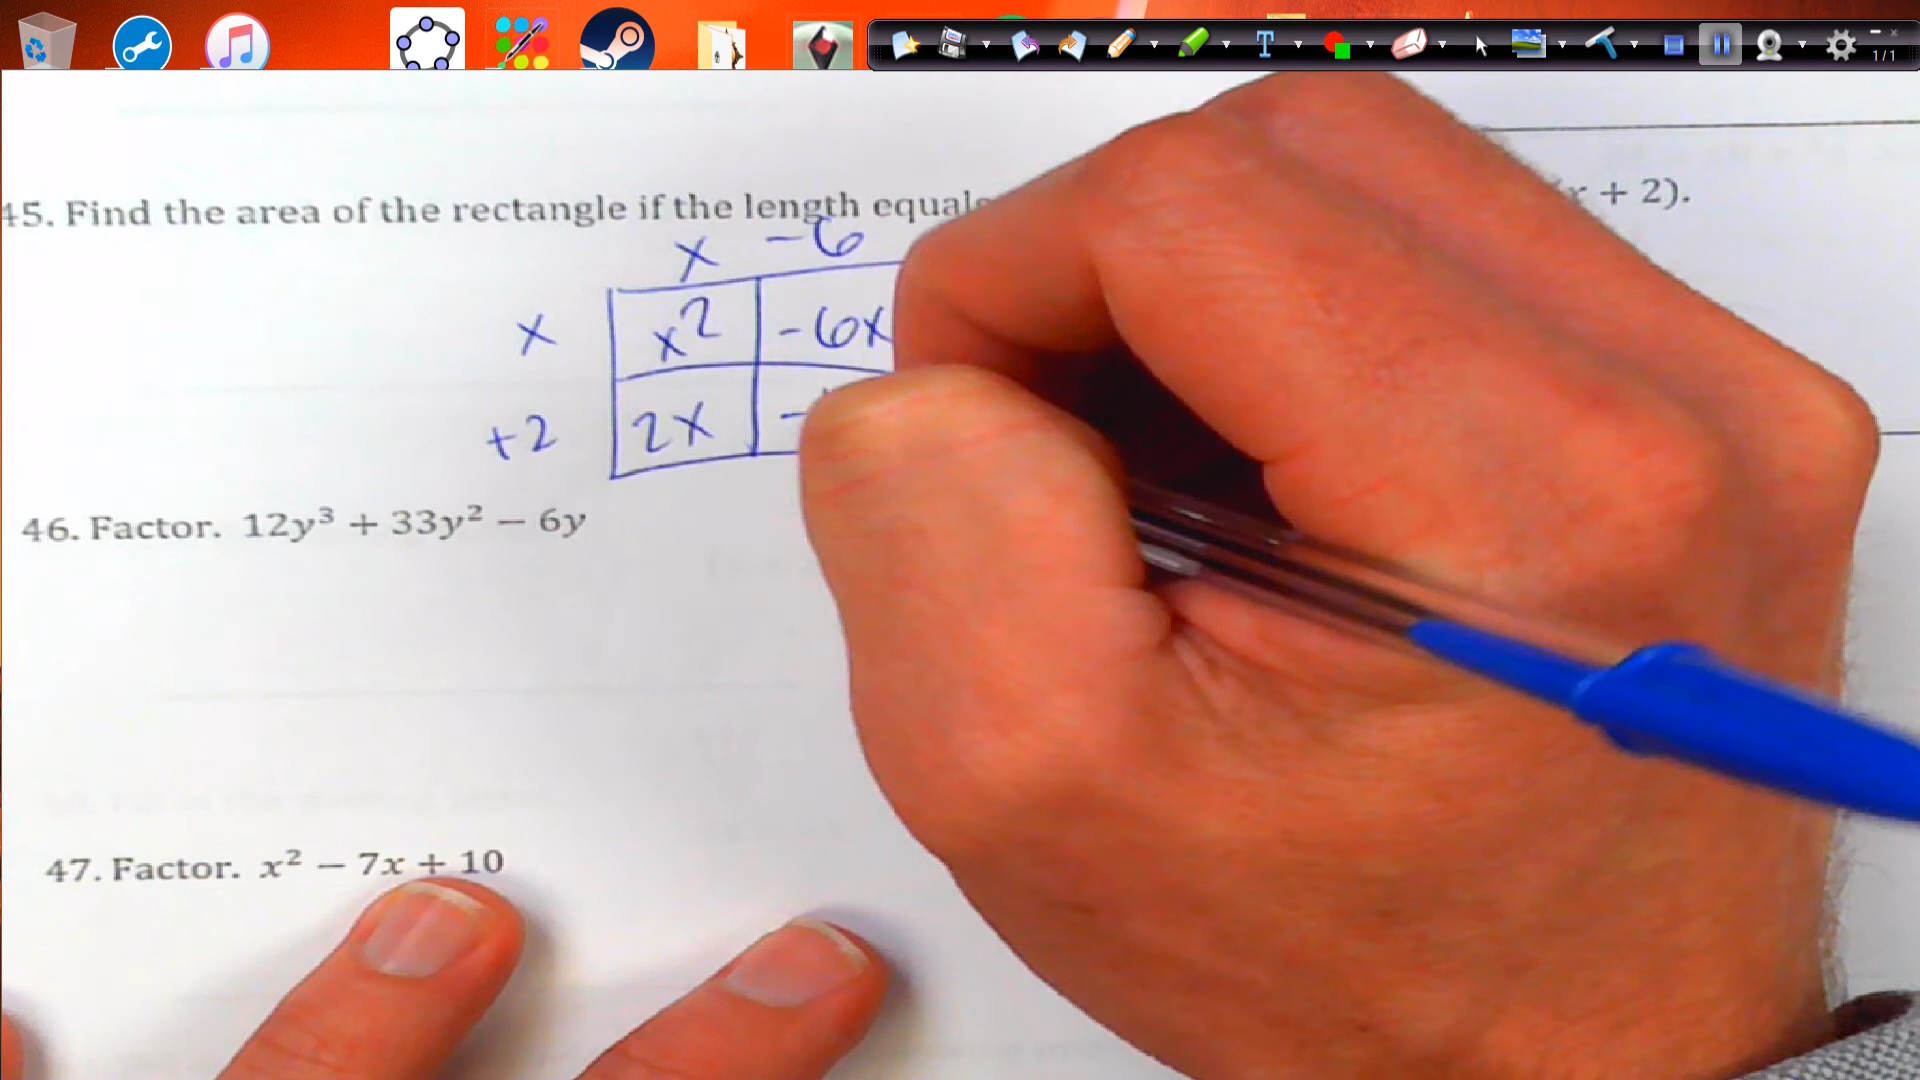 1/1
45. Find the area of the rectangle if the length equals x + 2).
x -6
x x² -6x
+2 2x -
46. Factor. 12y³ + 33y² − 6y
47. Factor. x² − 7x + 10